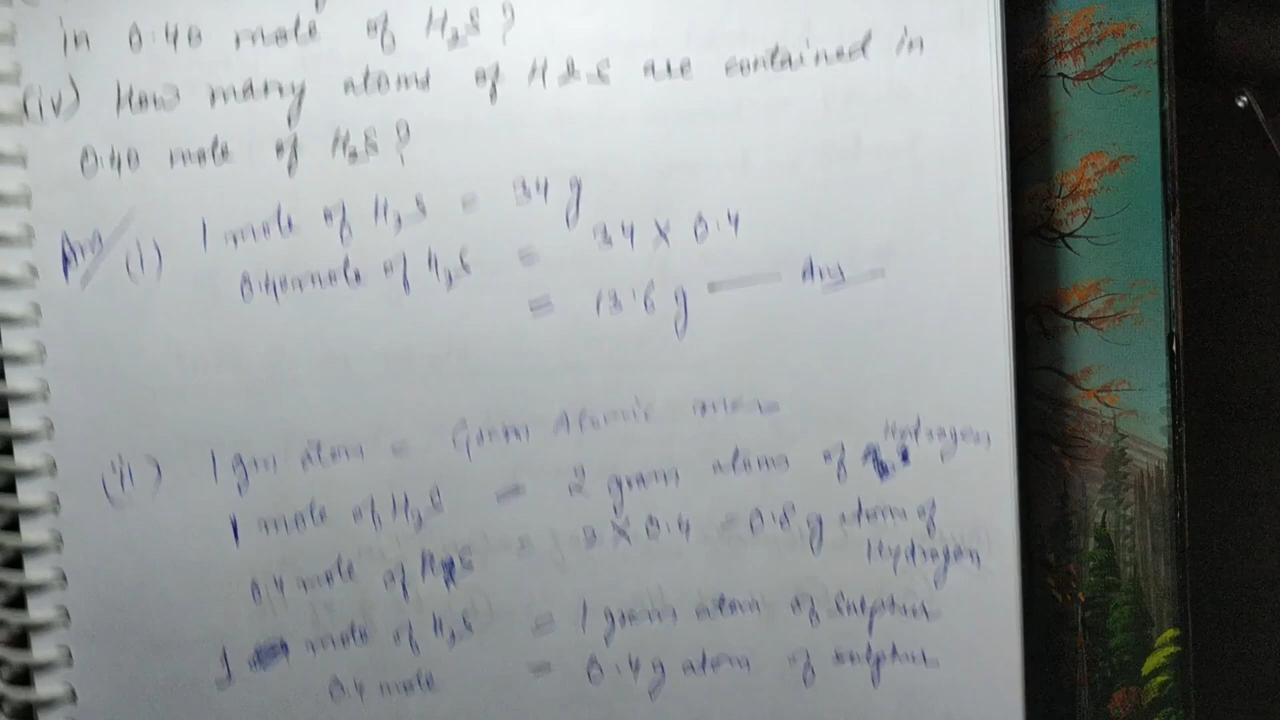 in 0.40 mole of H2S?
(iv) How many atoms of H2S are contained in
0.40 mole of H2S?
Ans (i) 1 mole of H2S = 34 g
0.40 mole of H2S = 34 X 0.4
= 13.6 g Ans
(ii) 1 gm atom = Gram Atomic mass
1 mole of H2S = 2 gram atoms of Hydrogen
0.4 mole of H2S = 2 X 0.4 = 0.8 g atom of Hydrogen
1 mole of H2S = 1 gram atom of sulphur
0.4 mole = 0.4 g atom of sulphur